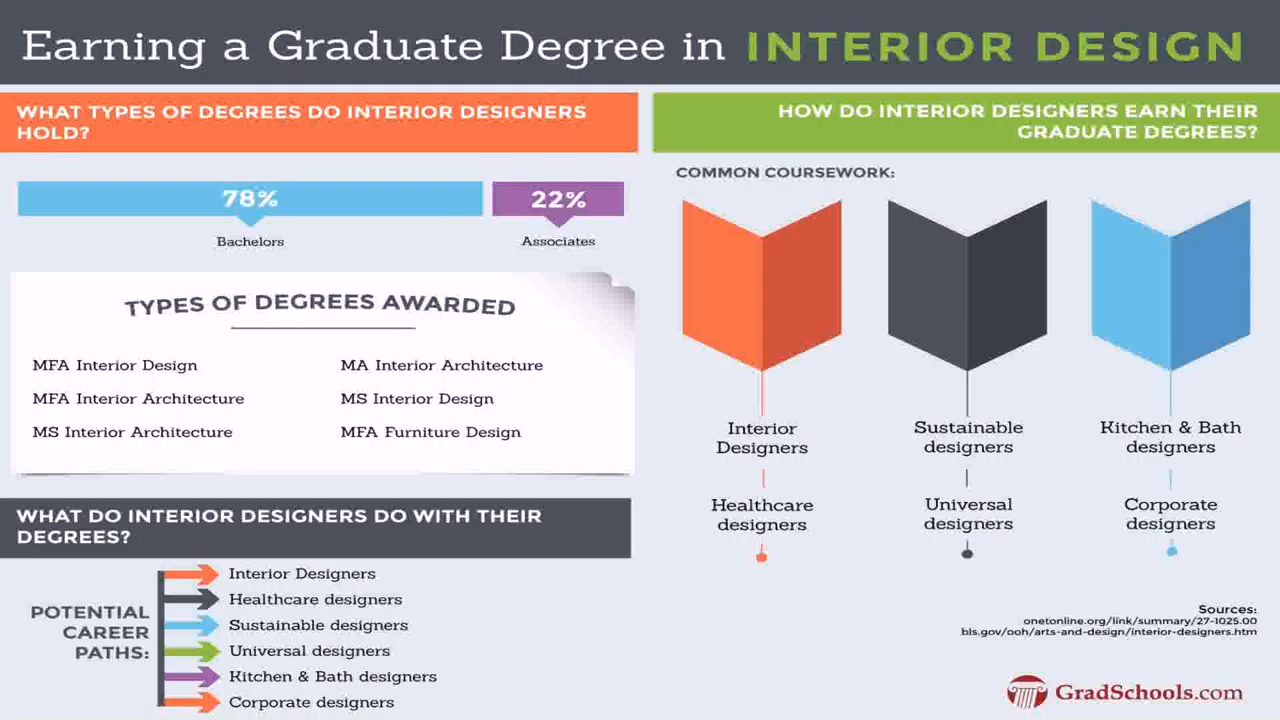 Earning a Graduate Degree in INTERIOR DESIGN
WHAT TYPES OF DEGREES DO INTERIOR DESIGNERS
HOLD?
78%
22%
Bachelors
Associates
TYPES OF DEGREES AWARDED
MFA Interior Design
MFA Interior Architecture
MS Interior Architecture
MA Interior Architecture
MS Interior Design
MFA Furniture Design
WHAT DO INTERIOR DESIGNERS DO WITH THEIR
DEGREES?
POTENTIAL
CAREER
PATHS:
Interior Designers
Healthcare designers
Sustainable designers
Universal designers
Kitchen & Bath designers
Corporate designers
HOW DO INTERIOR DESIGNERS EARN THEIR
GRADUATE DEGREES?
COMMON COURSEWORK:
Interior
Designers
Healthcare
designers
Sustainable
designers
Universal
designers
Kitchen & Bath
designers
Corporate
designers
Sources:
onetonline.org/link/summary/27-1025.00
bls.gov/ooh/arts-and-design/interior-designers.htm
GradSchools.com